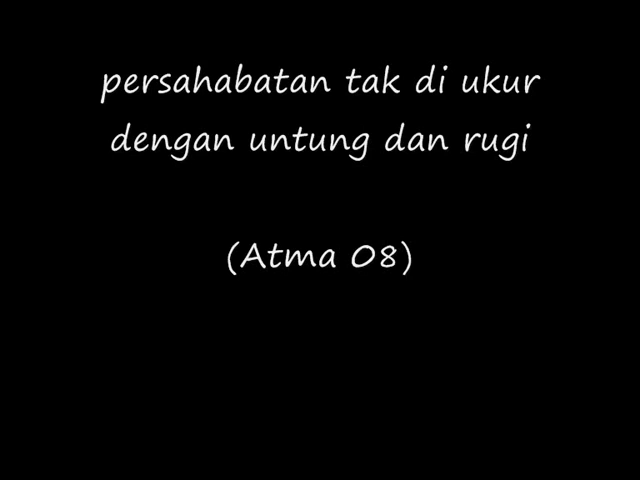 persahabatan tak di ukur
dengan untung dan rugi
(Atma 08)